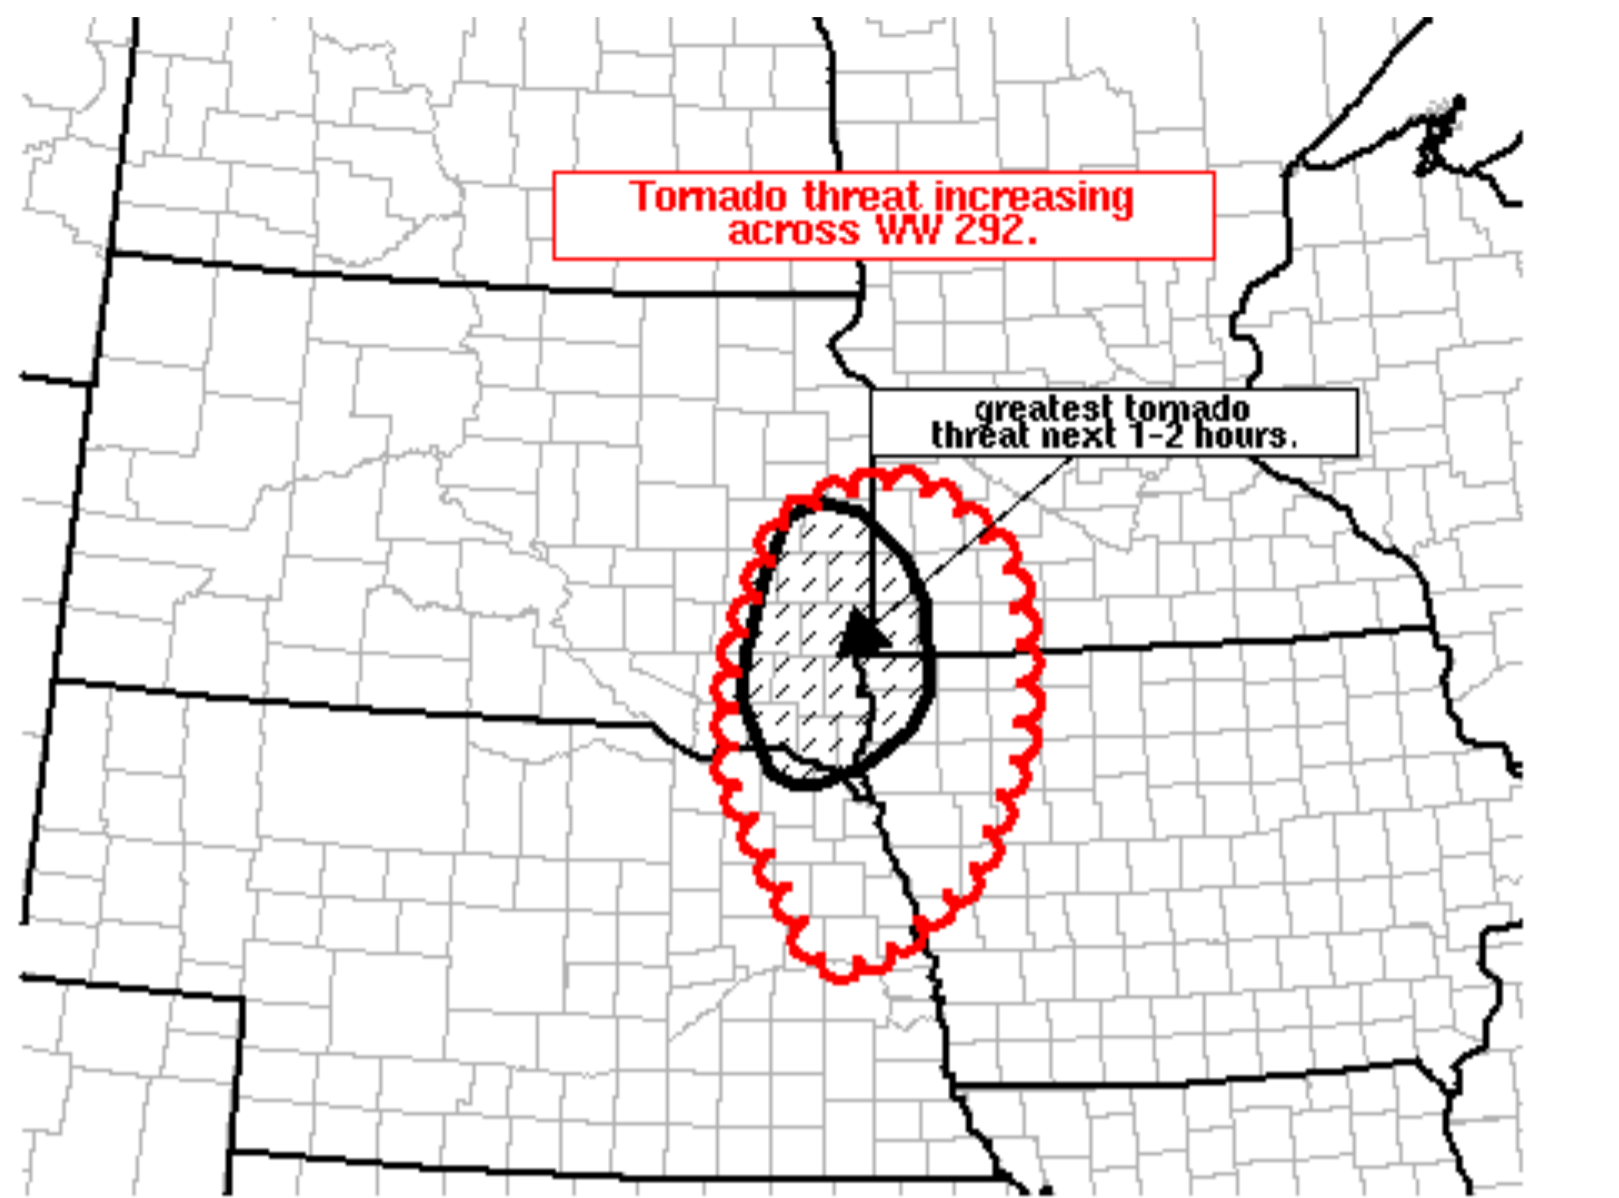 Tornado threat increasing
across WW 292.
greatest tornado
threat next 1-2 hours.